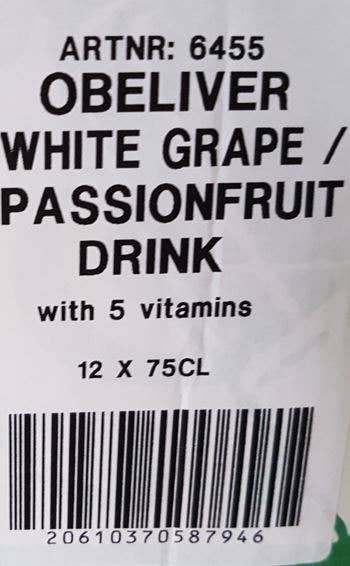 ARTNR: 6455
OBELIVER
WHITE GRAPE /
PASSIONFRUIT
DRINK
with 5 vitamins
12 X 75CL
20610370587946